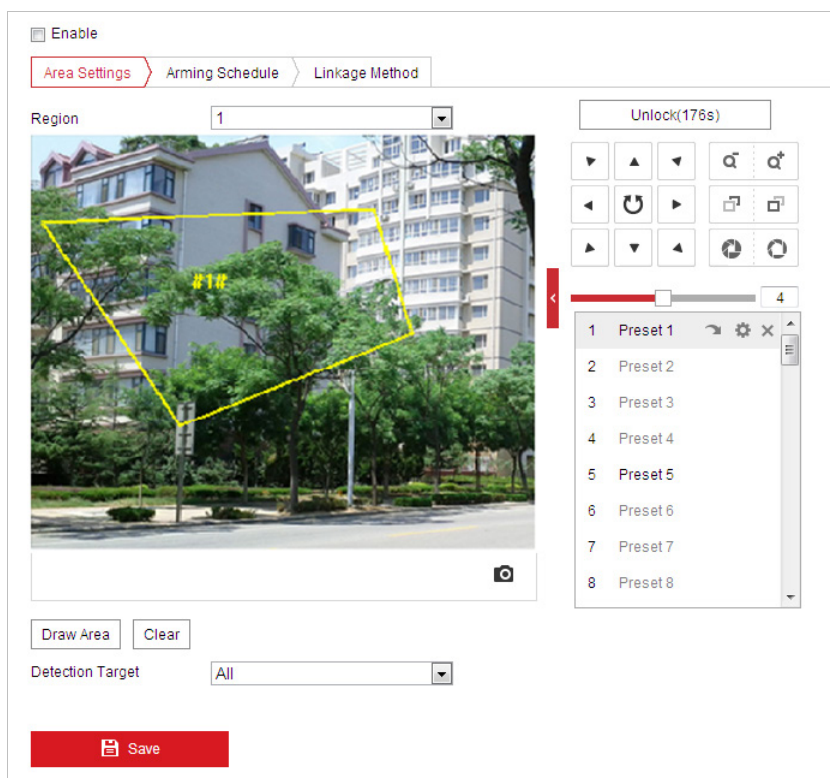 Enable
Area Settings
Arming Schedule
Linkage Method
Region
1
#1#
Draw Area
Clear
Detection Target
All
Save
Unlock(176s)
4
1 Preset 1
2 Preset 2
3 Preset 3
4 Preset 4
5 Preset 5
6 Preset 6
7 Preset 7
8 Preset 8